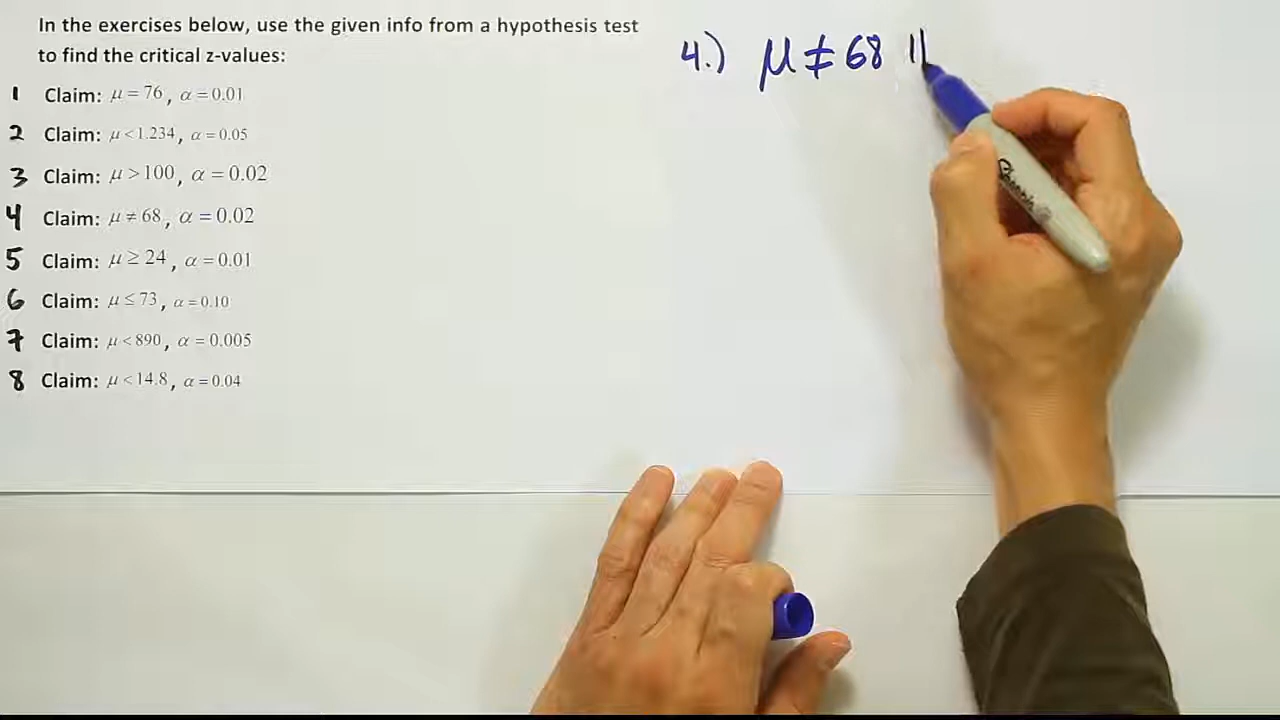 In the exercises below, use the given info from a hypothesis test
to find the critical z-values:
1 Claim: μ = 76, α = 0.01
2 Claim: μ < 1.234, α = 0.05
3 Claim: μ > 100, α = 0.02
4 Claim: μ ≠ 68, α = 0.02
5 Claim: μ ≥ 24, α = 0.01
6 Claim: μ ≤ 73, α = 0.10
7 Claim: μ < 890, α = 0.005
8 Claim: μ < 14.8, α = 0.04
4.) μ ≠ 68
Sharpie